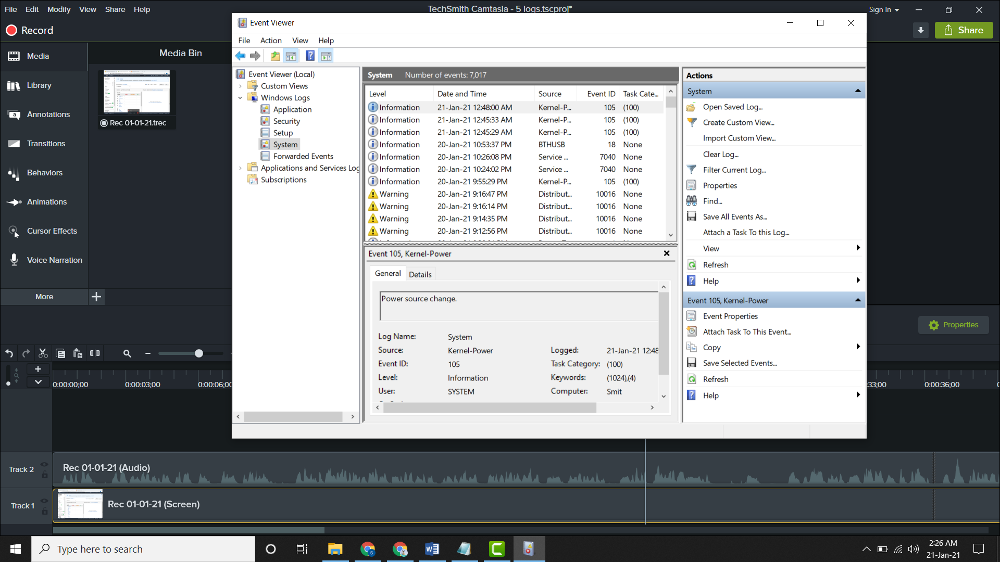 File Edit Modify View Share Help
TechSmith Camtasia - 5 logs.tscproj*
Sign In
Record
Share
Media
Library
Annotations
Transitions
Behaviors
Animations
Cursor Effects
Voice Narration
More
Media Bin
Rec 01-01-21.trec
Event Viewer
File Action View Help
Event Viewer (Local)
Custom Views
Windows Logs
Application
Security
Setup
System
Forwarded Events
Applications and Services Log
Subscriptions
System Number of events: 7,017
Level Date and Time Source Event ID Task Cate...
Information 21-Jan-21 12:48:00 AM Kernel-P... 105 (100)
Information 21-Jan-21 12:45:33 AM Kernel-P... 105 (100)
Information 21-Jan-21 12:45:29 AM Kernel-P... 105 (100)
Information 20-Jan-21 10:53:37 PM BTHUSB 18 None
Information 20-Jan-21 10:26:08 PM Service ... 7040 None
Information 20-Jan-21 10:24:02 PM Service ... 7040 None
Information 20-Jan-21 9:55:29 PM Kernel-P... 105 (100)
Warning 20-Jan-21 9:16:47 PM Distribut... 10016 None
Warning 20-Jan-21 9:16:14 PM Distribut... 10016 None
Warning 20-Jan-21 9:14:35 PM Distribut... 10016 None
Warning 20-Jan-21 9:12:56 PM Distribut... 10016 None
Event 105, Kernel-Power
General Details
Power source change.
Log Name: System
Source: Kernel-Power Logged: 21-Jan-21 12:48
Event ID: 105 Task Category: (100)
Level: Information Keywords: (1024),(4)
User: SYSTEM Computer: Smit
Actions
System
Open Saved Log...
Create Custom View...
Import Custom View...
Clear Log...
Filter Current Log...
Properties
Find...
Save All Events As...
Attach a Task To this Log...
View
Refresh
Help
Event 105, Kernel-Power
Event Properties
Attach Task To This Event...
Copy
Save Selected Events...
Refresh
Help
Properties
0:00:00;00 0:00:03;00 0:00:06;00 :33;00 0:00:36;00
Track 2 Rec 01-01-21 (Audio)
Track 1 Rec 01-01-21 (Screen)
Type here to search
2:26 AM
21-Jan-21